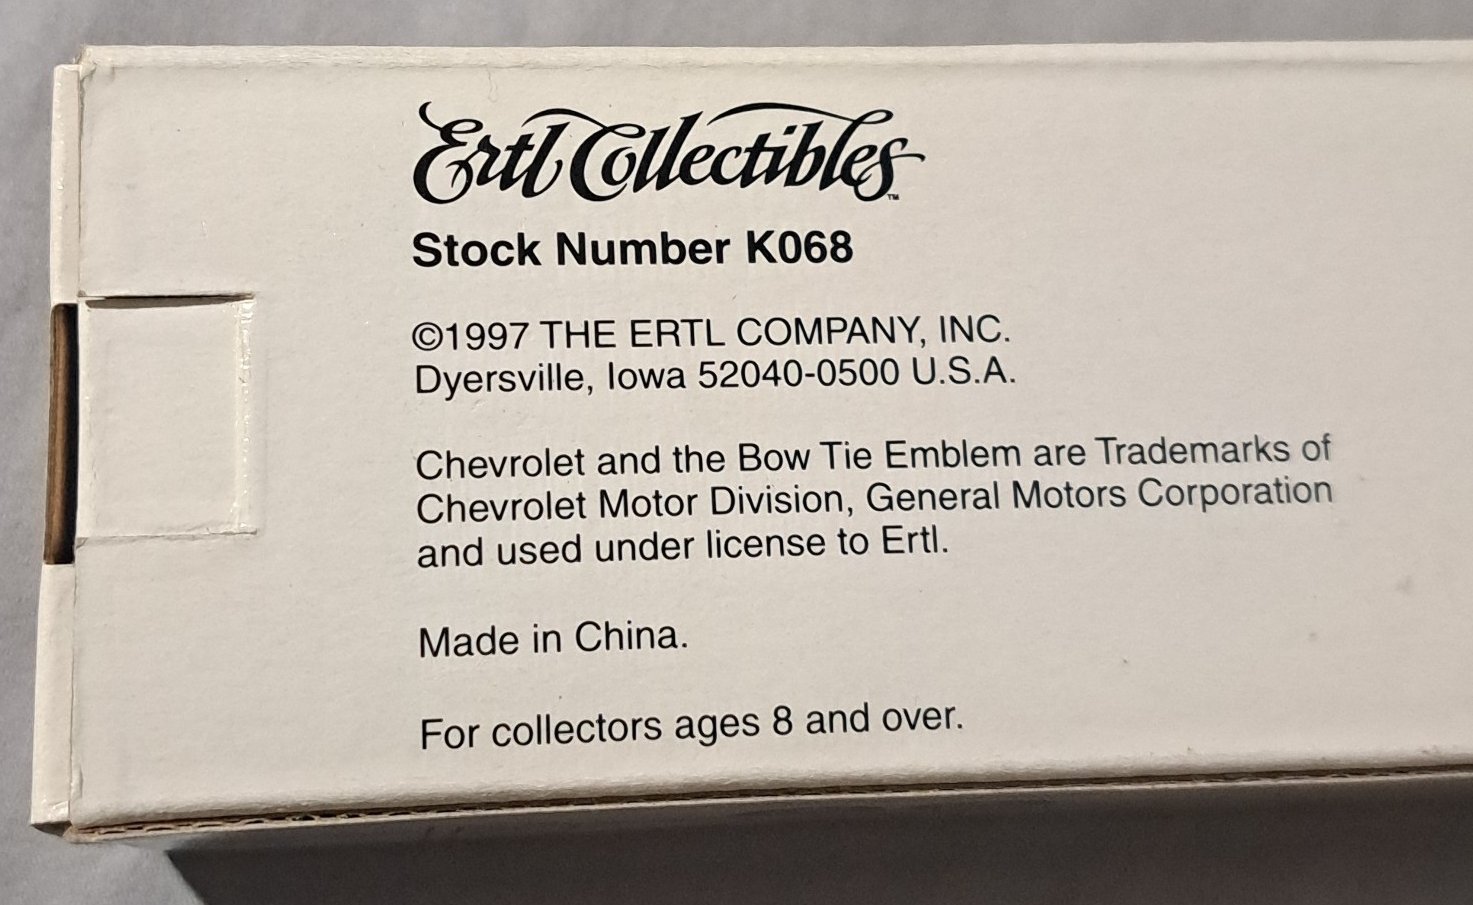 Ertl Collectibles™
Stock Number K068
©1997 THE ERTL COMPANY, INC.
Dyersville, Iowa 52040-0500 U.S.A.
Chevrolet and the Bow Tie Emblem are Trademarks of
Chevrolet Motor Division, General Motors Corporation
and used under license to Ertl.
Made in China.
For collectors ages 8 and over.